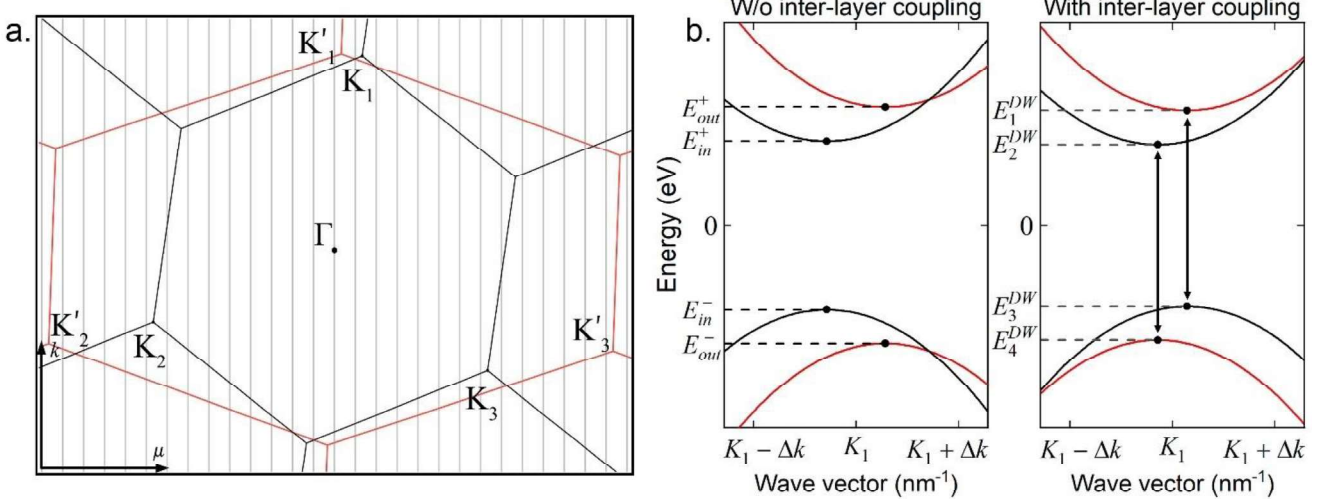 a.
K′₁
K₁
Γ
K′₂
K₂
K′₃
K₃
k
μ
b.
W/o inter-layer coupling
With inter-layer coupling
Energy (eV)
E⁺out
E⁺in
0
E⁻in
E⁻out
K₁ − Δk K₁ K₁ + Δk
Wave vector (nm⁻¹)
E₁ᴰᵂ
E₂ᴰᵂ
0
E₃ᴰᵂ
E₄ᴰᵂ
K₁ − Δk K₁ K₁ + Δk
Wave vector (nm⁻¹)